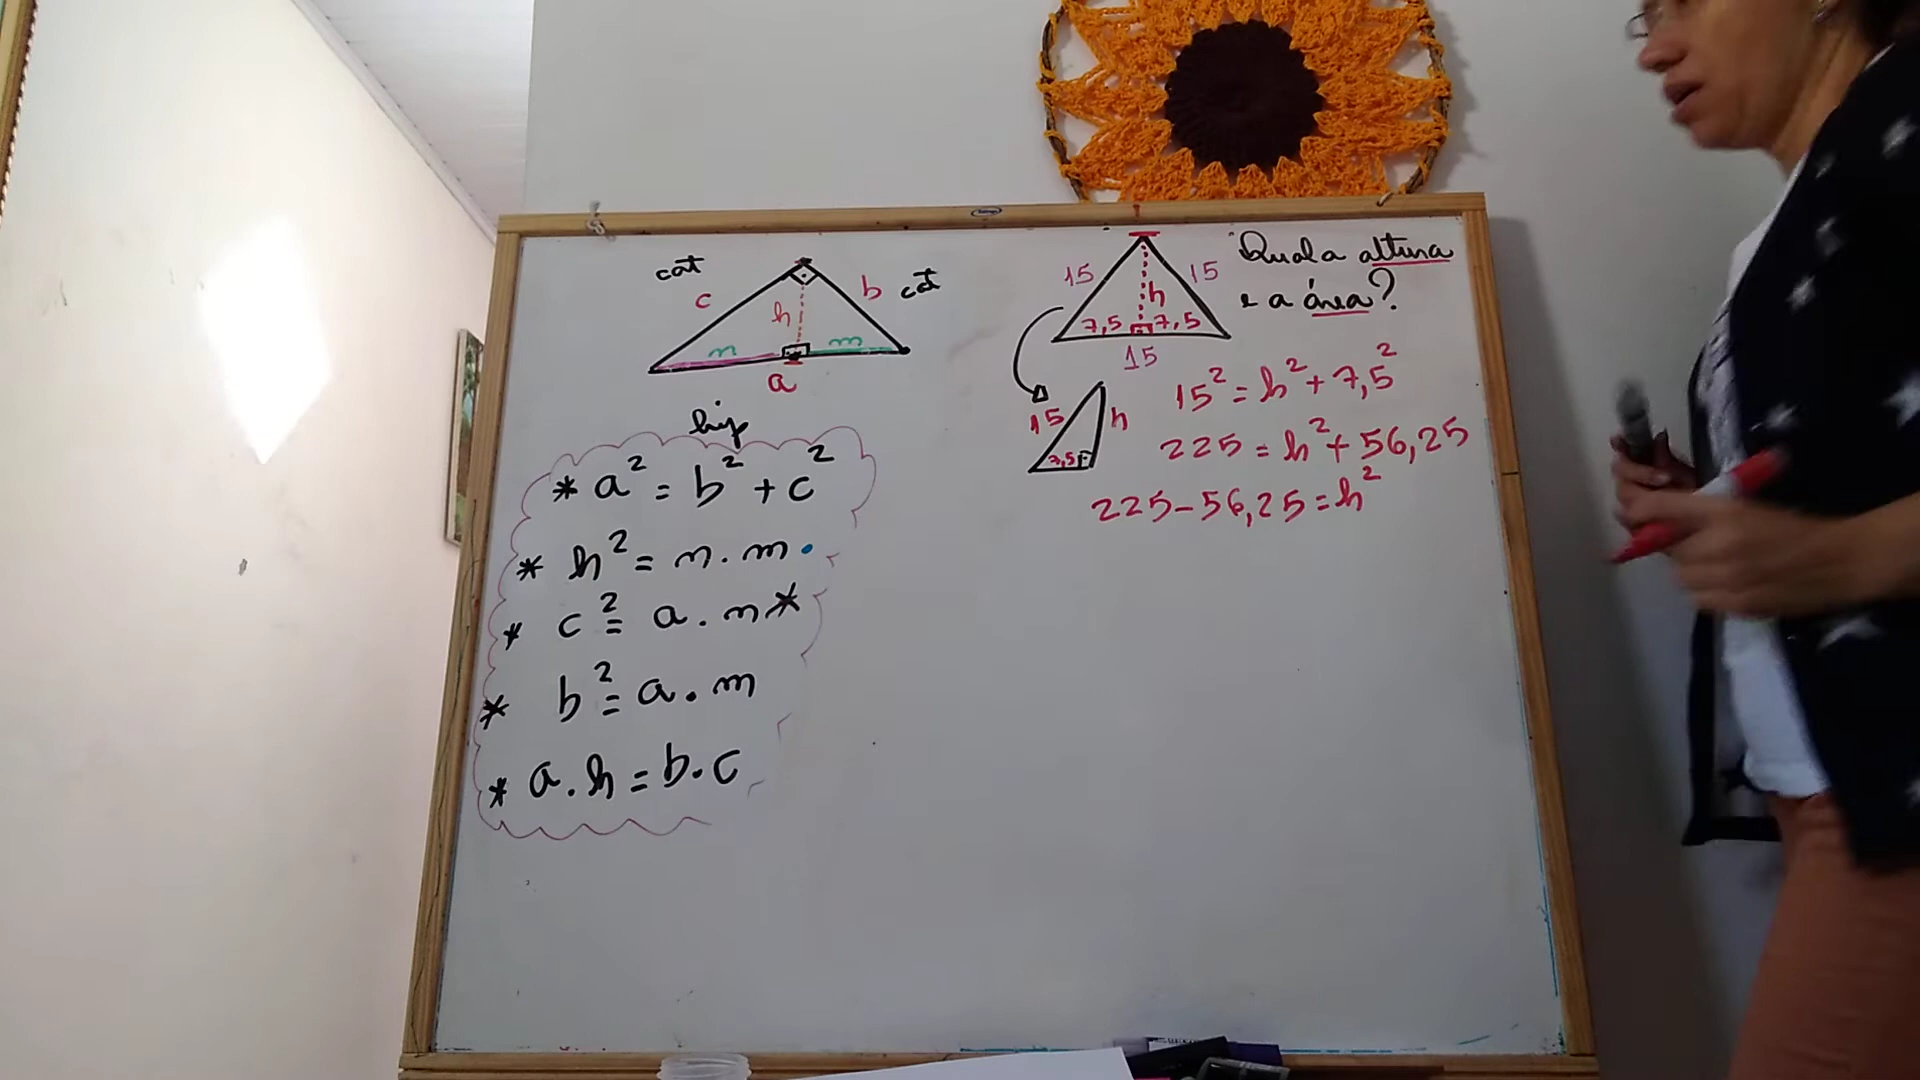 cat
c
b
cat
h
n
m
a
hip
* a² = b² + c²
* h² = n . m .
* c² = a . n *
* b² = a . m
* a . h = b . c
15
15
h
7,5
7,5
15
Qual a altura
e a área?
15
h
7,5
15² = h² + 7,5²
225 = h² + 56,25
225 - 56,25 = h²